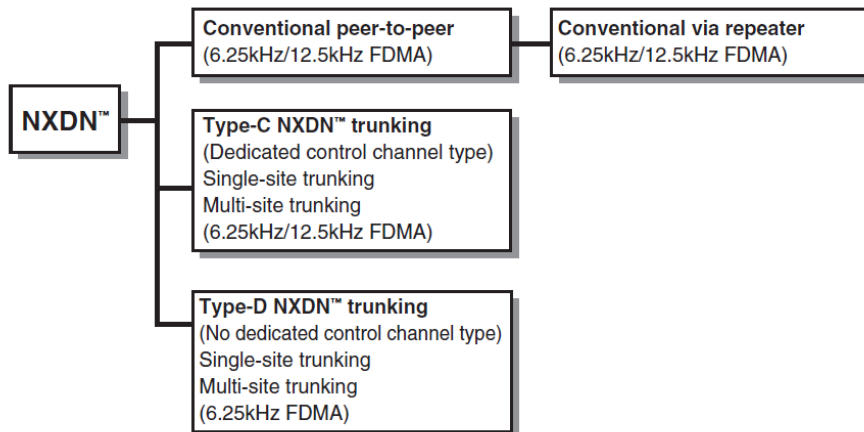 NXDN™
Conventional peer-to-peer
(6.25kHz/12.5kHz FDMA)
Conventional via repeater
(6.25kHz/12.5kHz FDMA)
Type-C NXDN™ trunking
(Dedicated control channel type)
Single-site trunking
Multi-site trunking
(6.25kHz/12.5kHz FDMA)
Type-D NXDN™ trunking
(No dedicated control channel type)
Single-site trunking
Multi-site trunking
(6.25kHz FDMA)